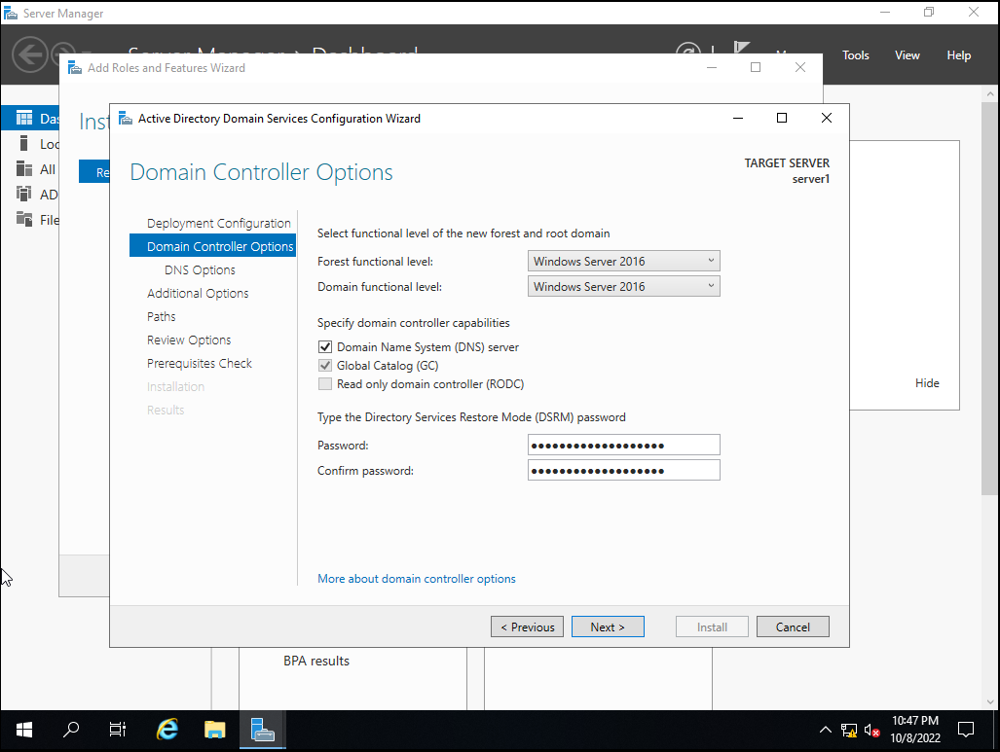 Server Manager
Tools View Help
Add Roles and Features Wizard
Das
Loc
All
AD
File
Inst
Re
Active Directory Domain Services Configuration Wizard
Domain Controller Options
TARGET SERVER
server1
Deployment Configuration
Domain Controller Options
DNS Options
Additional Options
Paths
Review Options
Prerequisites Check
Installation
Results
Select functional level of the new forest and root domain
Forest functional level: Windows Server 2016
Domain functional level: Windows Server 2016
Specify domain controller capabilities
Domain Name System (DNS) server
Global Catalog (GC)
Read only domain controller (RODC)
Type the Directory Services Restore Mode (DSRM) password
Password: ●●●●●●●●●●●●●●●●●●●
Confirm password: ●●●●●●●●●●●●●●●●●●●
More about domain controller options
< Previous Next > Install Cancel
Hide
BPA results
10:47 PM
10/8/2022